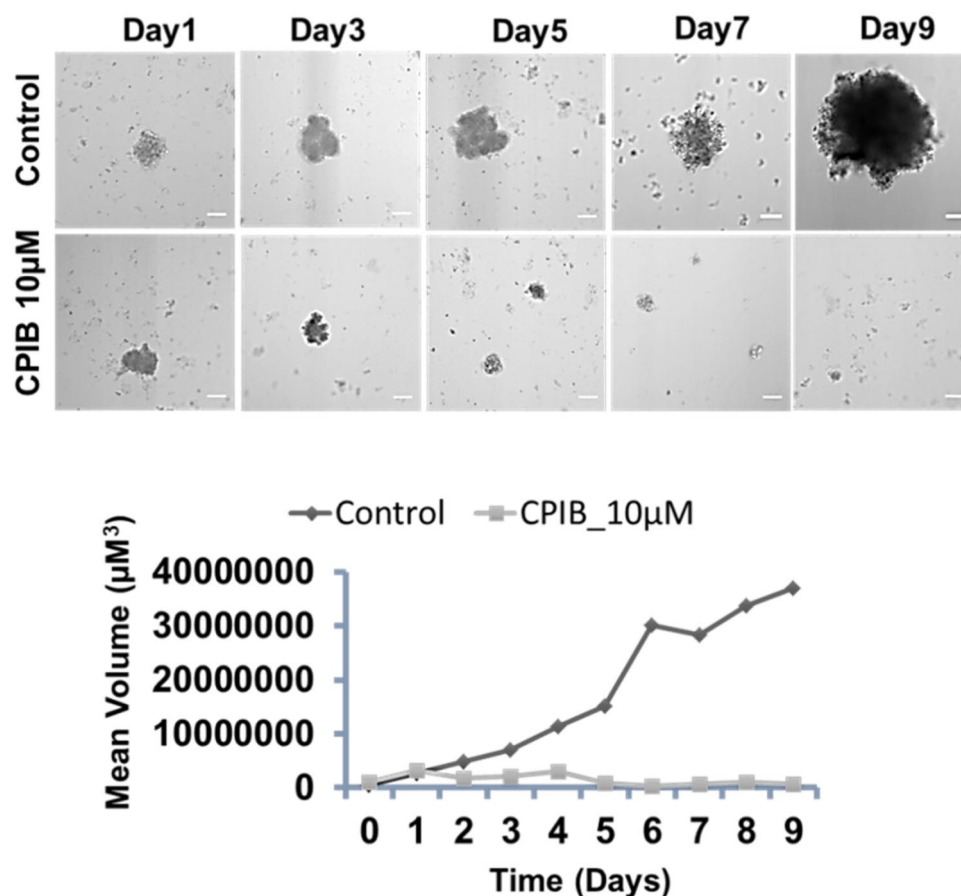 Day1 Day3 Day5 Day7 Day9
Control
CPIB 10µM
Control CPIB_10µM
Mean Volume (µM³)
40000000
30000000
20000000
10000000
0
0 1 2 3 4 5 6 7 8 9
Time (Days)